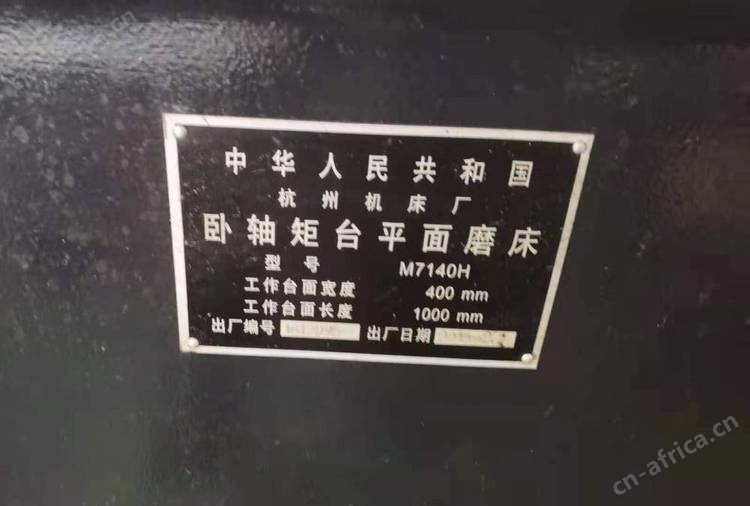 中华人民共和国
杭州机床厂
卧轴矩台平面磨床
型号 M7140H
工作台面宽度 400 mm
工作台面长度 1000 mm
出厂编号 出厂日期
cn-africa.cn